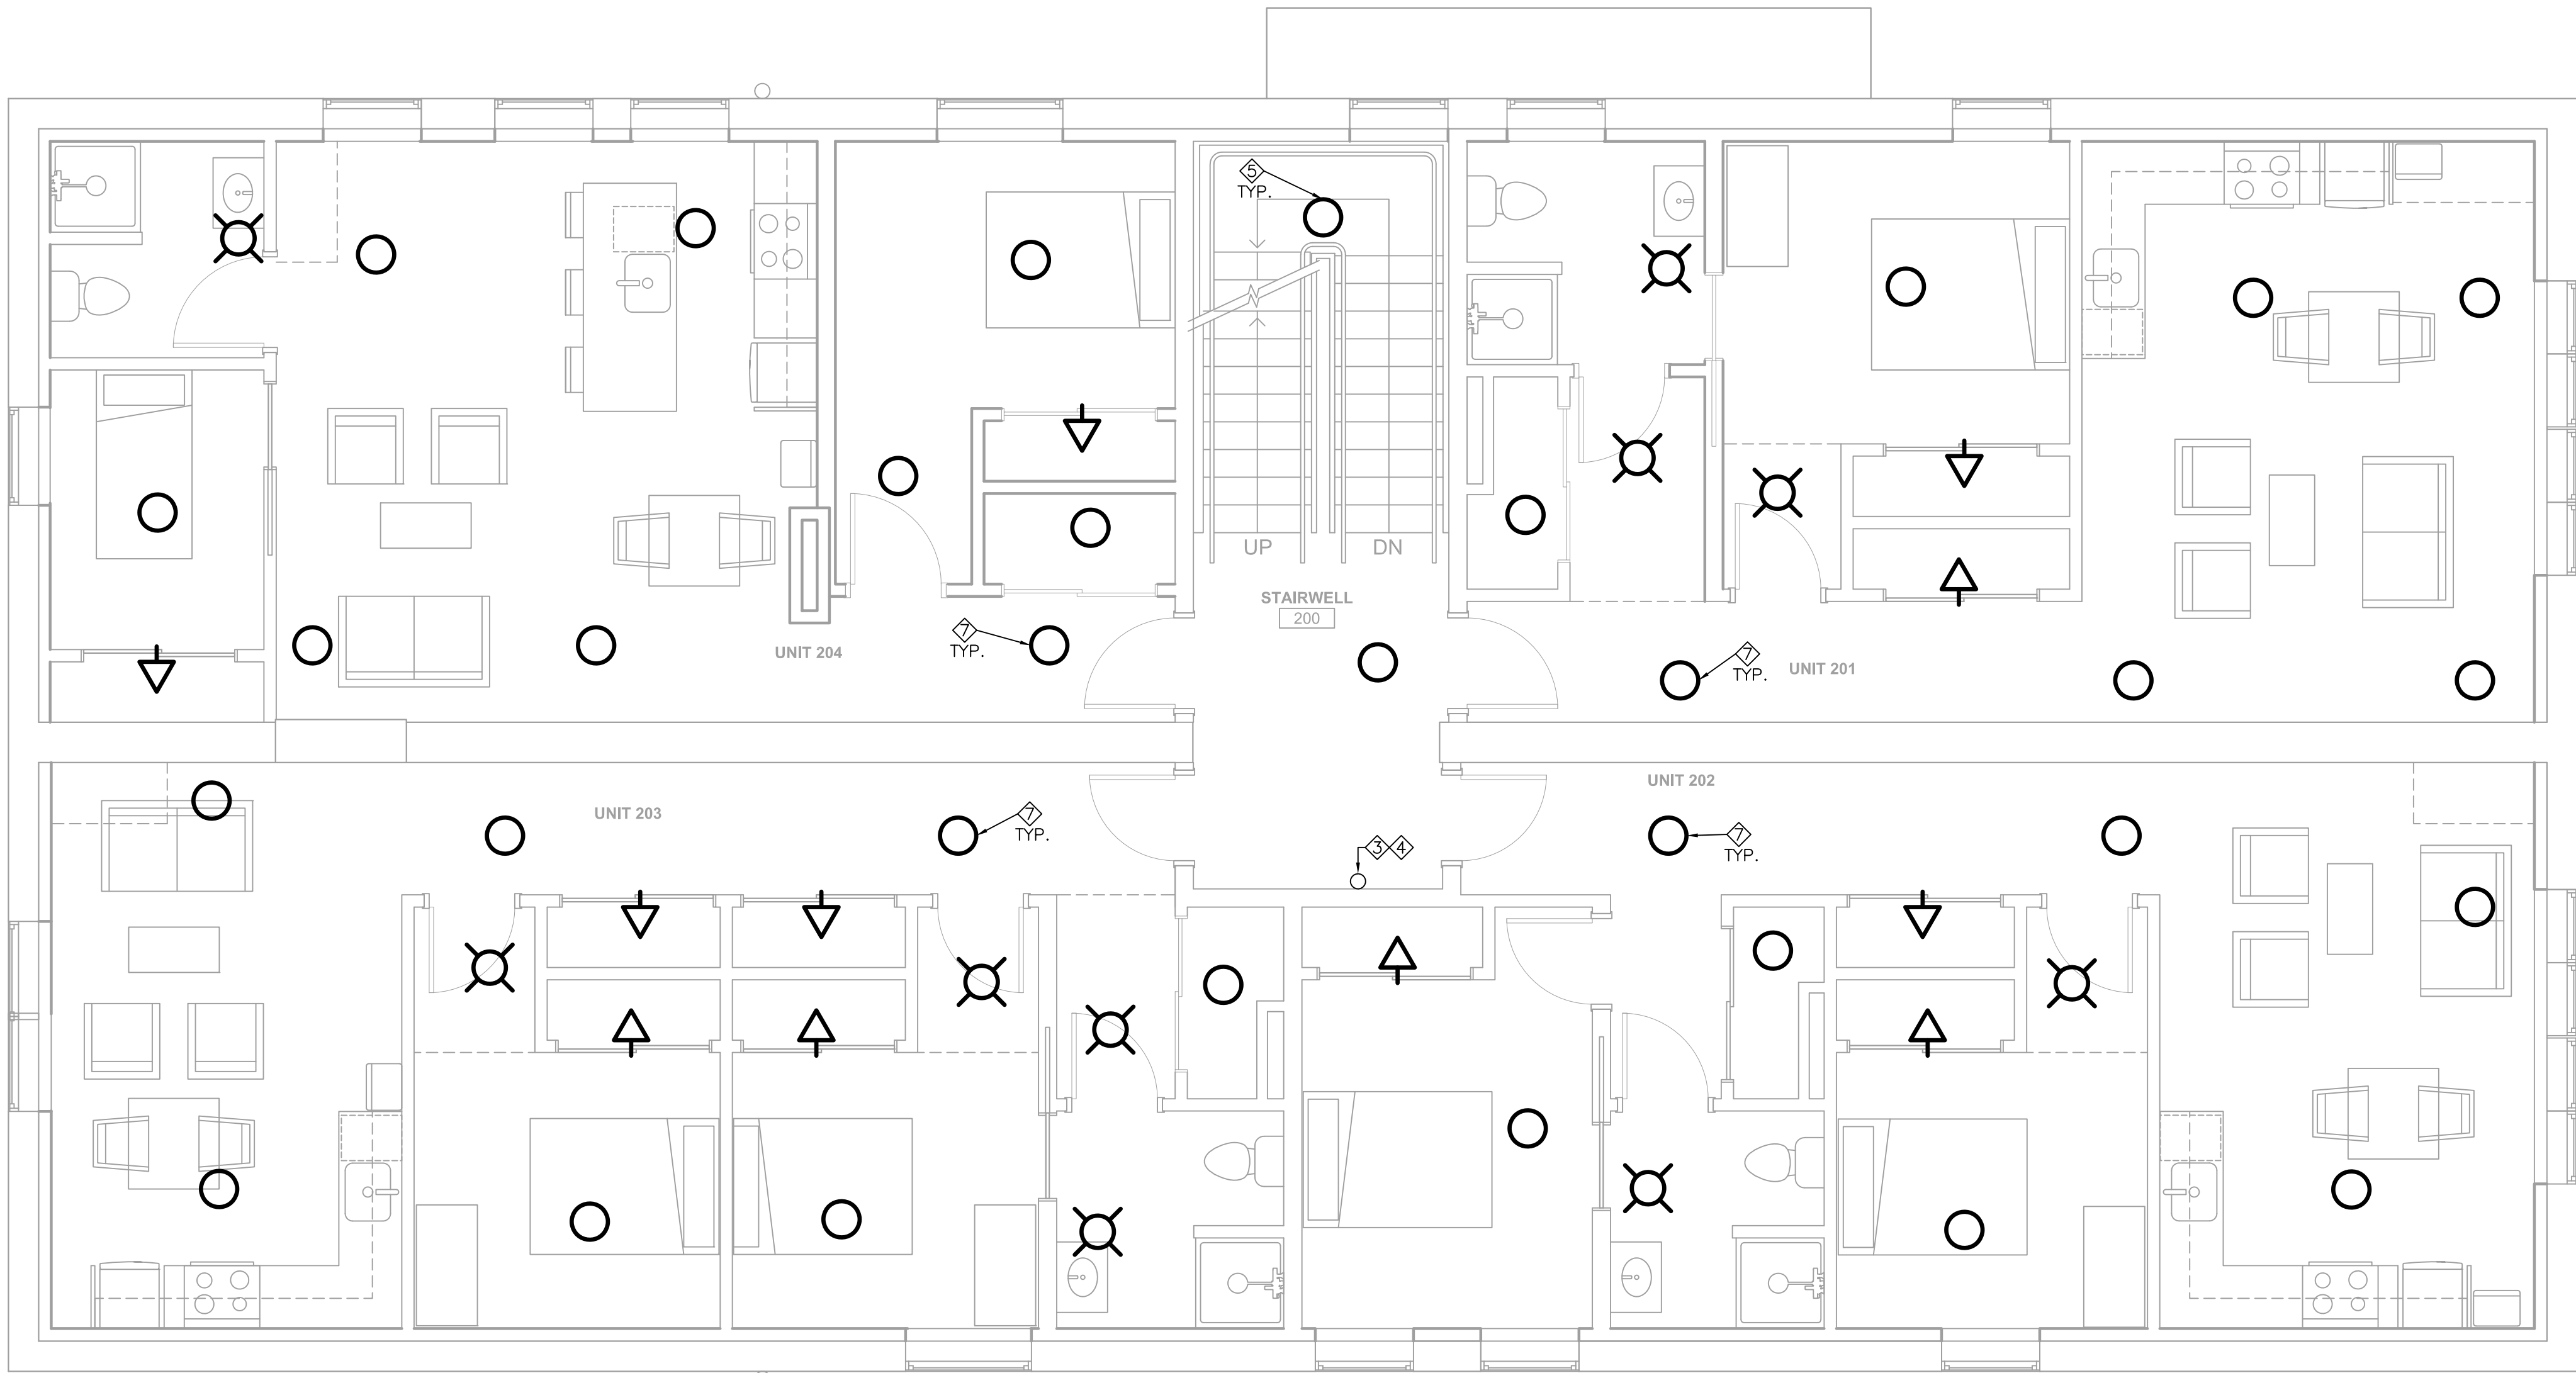 5
TYP.
UP
DN
STAIRWELL
200
7
TYP.
UNIT 204
7
TYP.
UNIT 201
UNIT 203
7
TYP.
3 4
UNIT 202
7
TYP.